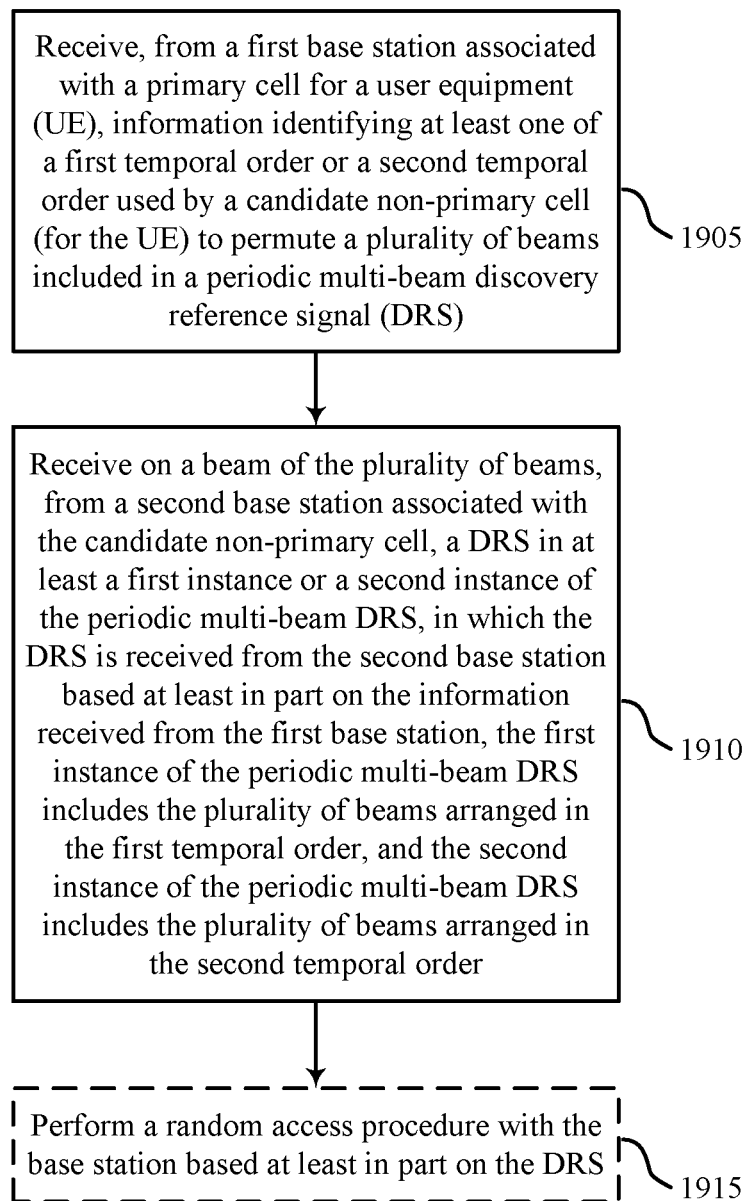 Receive, from a first base station associated
with a primary cell for a user equipment
(UE), information identifying at least one of
a first temporal order or a second temporal
order used by a candidate non-primary cell
(for the UE) to permute a plurality of beams
included in a periodic multi-beam discovery
reference signal (DRS)
1905
Receive on a beam of the plurality of beams,
from a second base station associated with
the candidate non-primary cell, a DRS in at
least a first instance or a second instance of
the periodic multi-beam DRS, in which the
DRS is received from the second base station
based at least in part on the information
received from the first base station, the first
instance of the periodic multi-beam DRS
includes the plurality of beams arranged in
the first temporal order, and the second
instance of the periodic multi-beam DRS
includes the plurality of beams arranged in
the second temporal order
1910
Perform a random access procedure with the
base station based at least in part on the DRS
1915